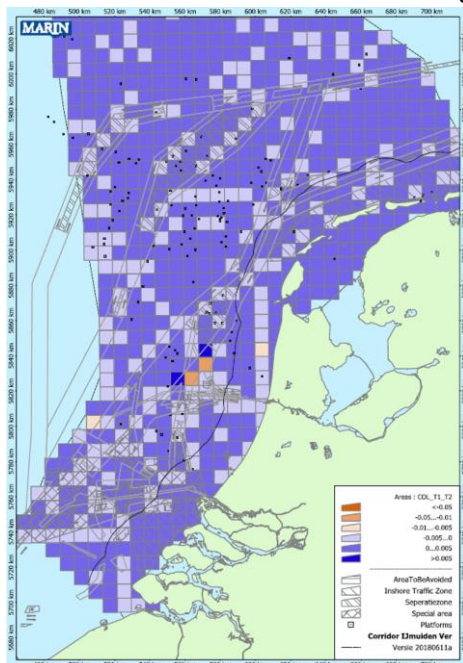 480 km 500 km 520 km 540 km 560 km 580 km 600 km 620 km 640 km 660 km 680 km 700 km
MARIN
6020 km
6000 km
5980 km
5960 km
5940 km
5920 km
5900 km
5880 km
5860 km
5840 km
5820 km
5800 km
5780 km
5760 km
5740 km
5720 km
5700 km
5680 km
Areas : COL_T1_T2
<-0.05
-0.05...-0.01
-0.01...-0.005
-0.005...0
0...0.005
>0.005
AreaToBeAvoided
Inshore Traffic Zone
Seperatiezone
Special area
Platforms
Corridor IJmuiden Ver
Versie 20180611a